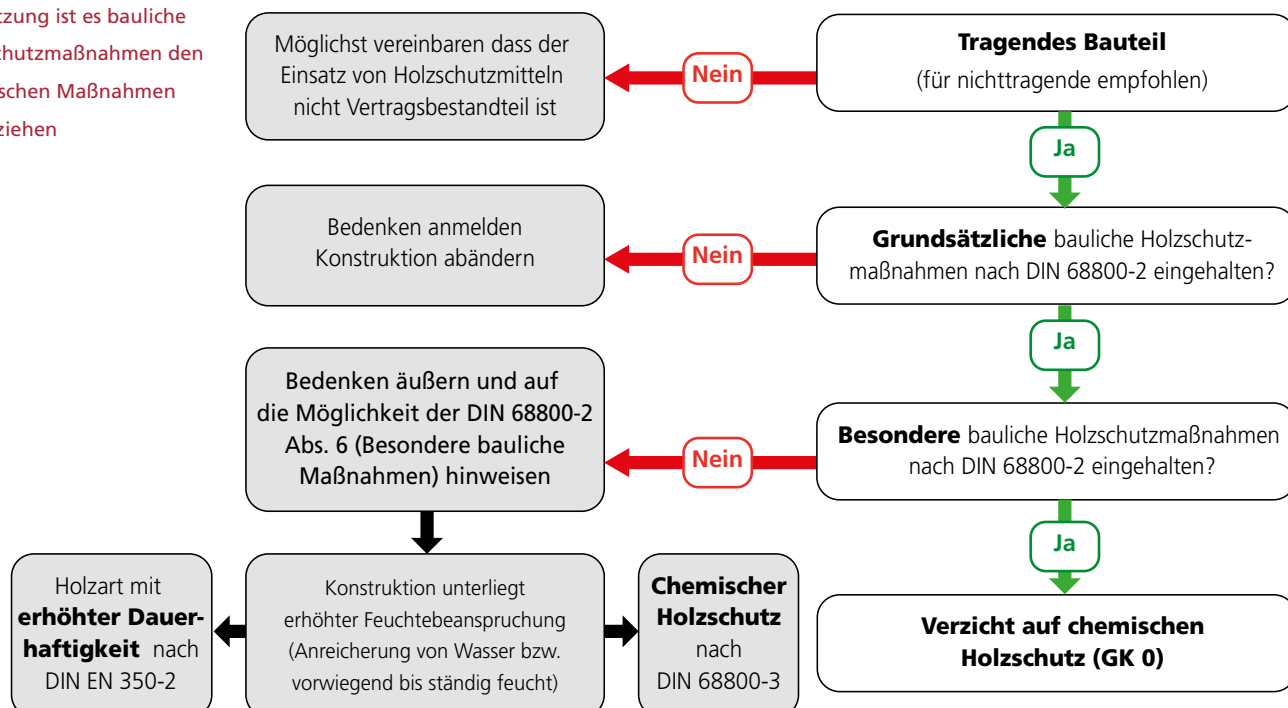 tzung ist es bauliche
chutzmaßnahmen den
schen Maßnahmen
ziehen
Möglichst vereinbaren dass der
Einsatz von Holzschutzmitteln
nicht Vertragsbestandteil ist
Nein
Tragendes Bauteil
(für nichttragende empfohlen)
Ja
Bedenken anmelden
Konstruktion abändern
Nein
Grundsätzliche bauliche Holzschutz-
maßnahmen nach DIN 68800-2 eingehalten?
Ja
Bedenken äußern und auf
die Möglichkeit der DIN 68800-2
Abs. 6 (Besondere bauliche
Maßnahmen) hinweisen
Nein
Besondere bauliche Holzschutzmaßnahmen
nach DIN 68800-2 eingehalten?
Ja
Holzart mit
erhöhter Dauer-
haftigkeit nach
DIN EN 350-2
Konstruktion unterliegt
erhöhter Feuchtebeanspruchung
(Anreicherung von Wasser bzw.
vorwiegend bis ständig feucht)
Chemischer
Holzschutz
nach
DIN 68800-3
Verzicht auf chemischen
Holzschutz (GK 0)